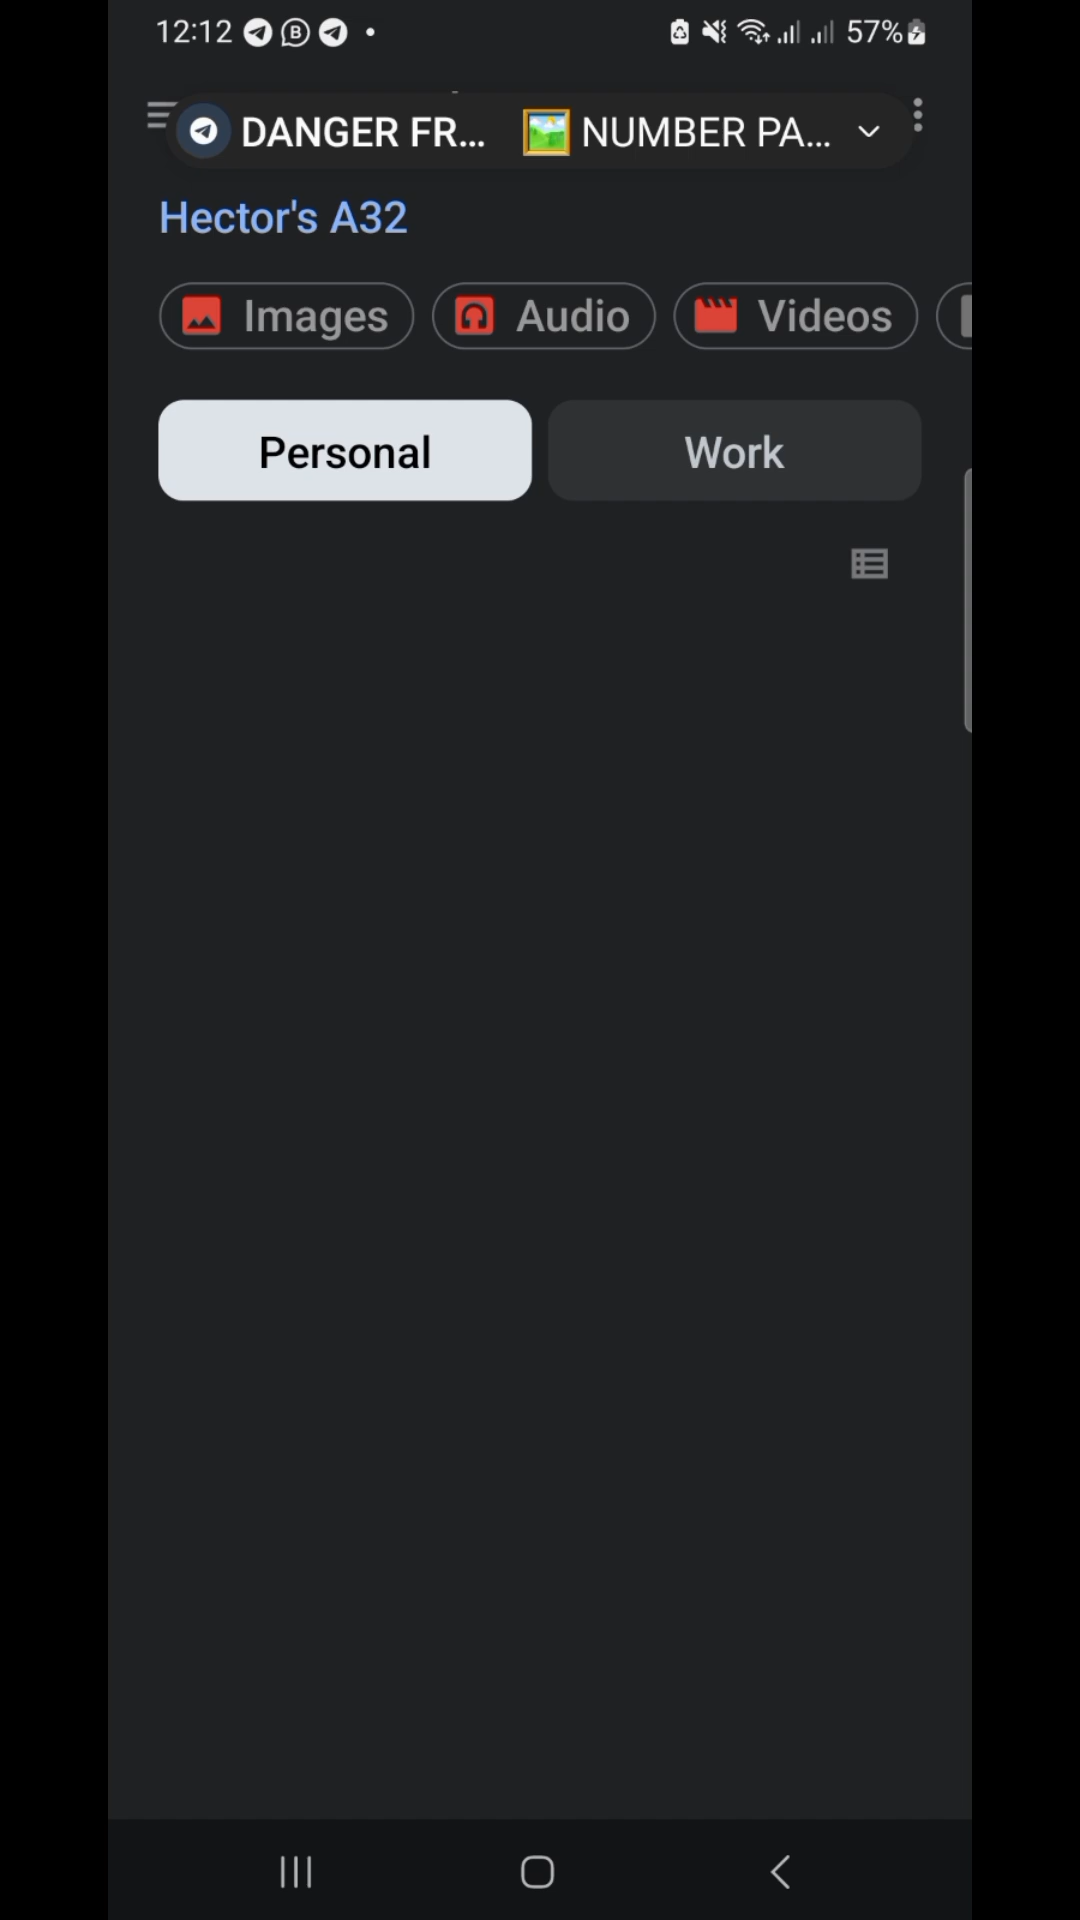 12:12 57%
DANGER FR... NUMBER PA...
Hector's A32
Images Audio Videos
Personal Work